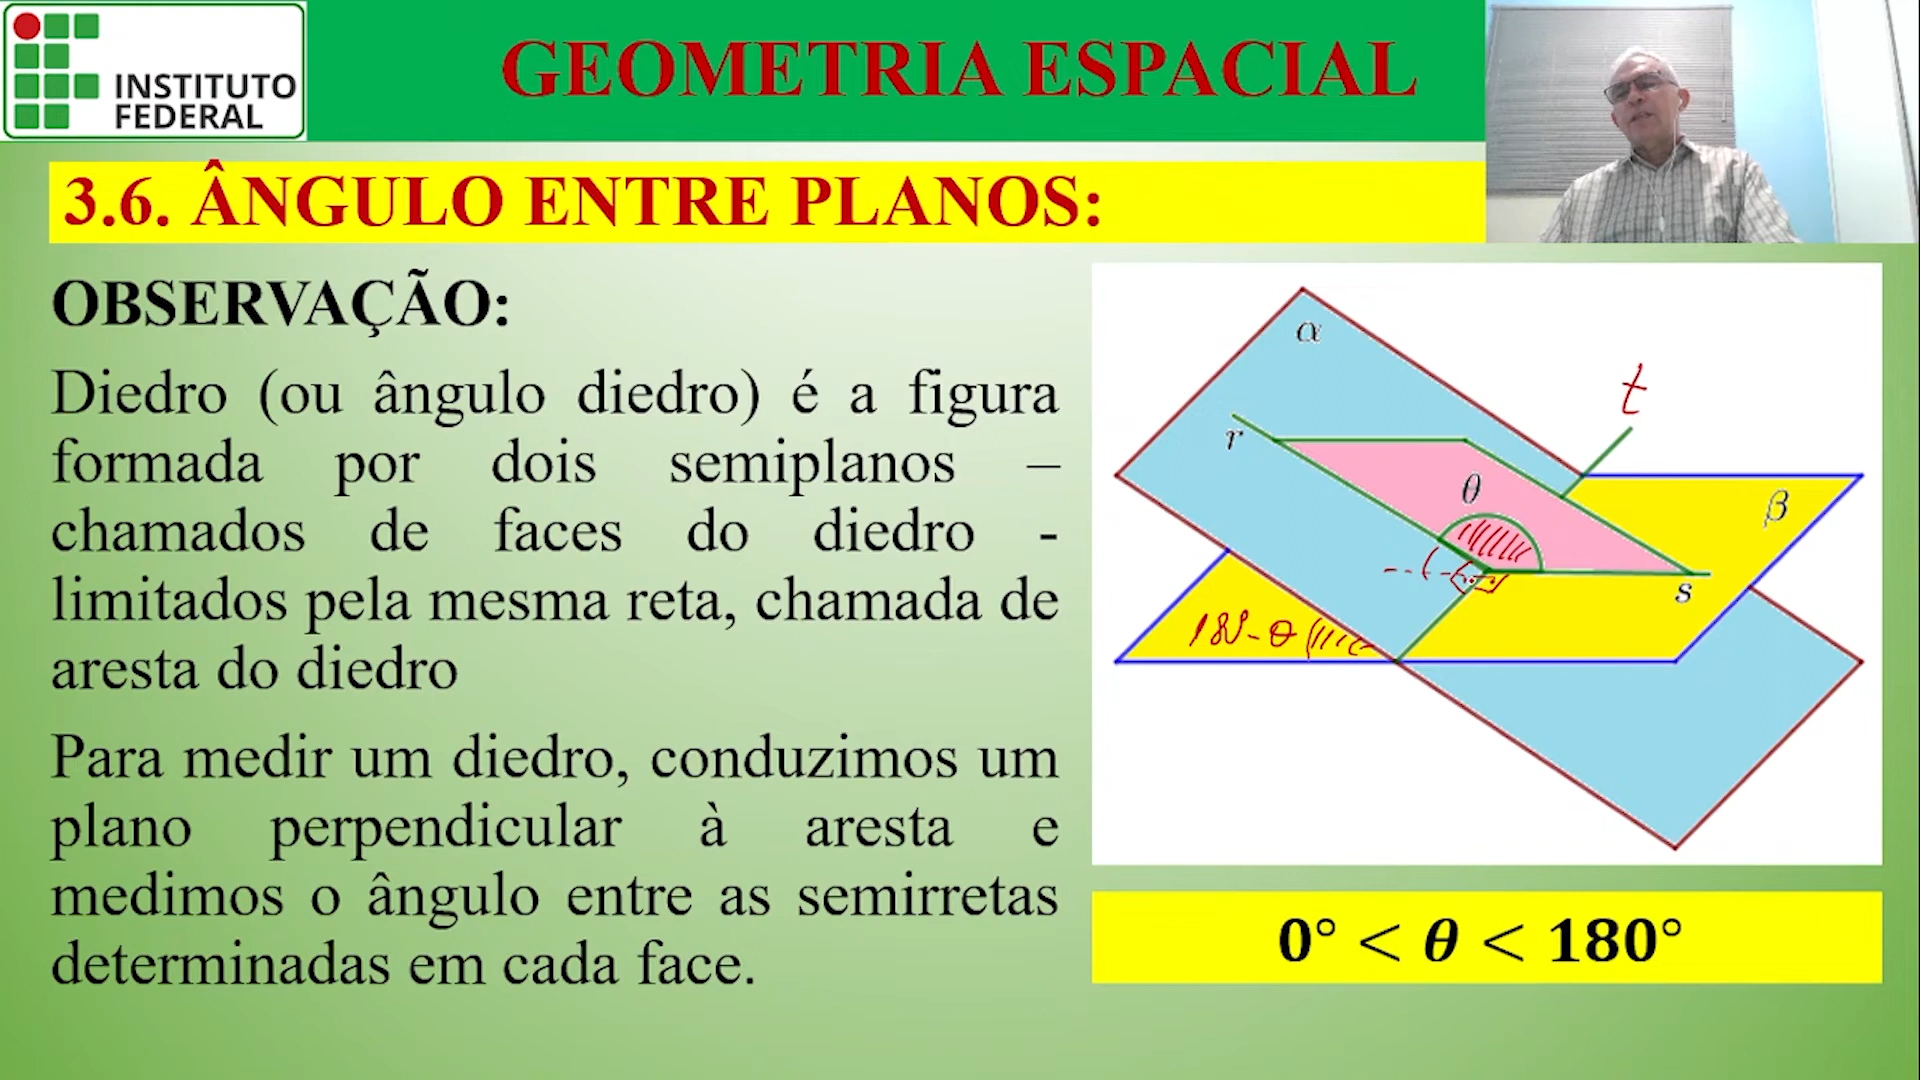 INSTITUTO
FEDERAL
GEOMETRIA ESPACIAL
3.6. ÂNGULO ENTRE PLANOS:
OBSERVAÇÃO:
Diedro (ou ângulo diedro) é a figura
formada por dois semiplanos –
chamados de faces do diedro -
limitados pela mesma reta, chamada de
aresta do diedro
Para medir um diedro, conduzimos um
plano perpendicular à aresta e
medimos o ângulo entre as semirretas
determinadas em cada face.
α
t
r
θ
β
s
180-θ
0° < θ < 180°